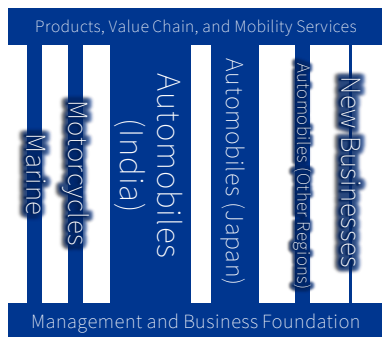 Products, Value Chain, and Mobility Services
Marine
Motorcycles
Automobiles
(India)
Automobiles (Japan)
Automobiles (Other Regions)
New Businesses
Management and Business Foundation